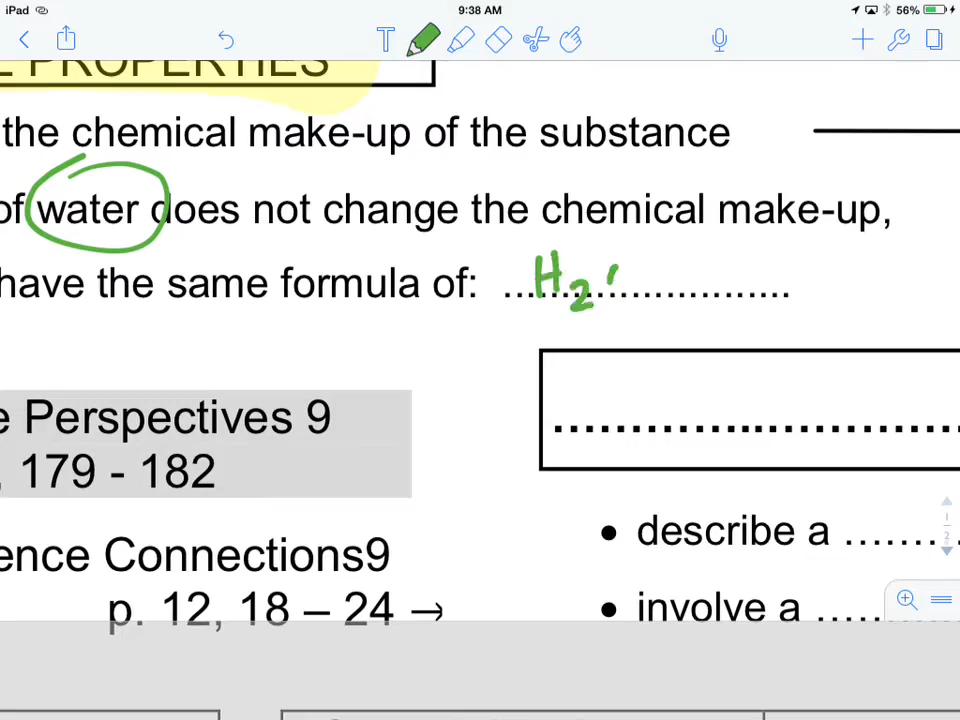 iPad 9:38 AM 56%
T
E PROPERTIES
the chemical make-up of the substance
of water does not change the chemical make-up,
have the same formula of: .......................... H2
..........................
e Perspectives 9
, 179 - 182
• describe a .......
ence Connections9
p. 12, 18 – 24 →
• involve a ......
1
2